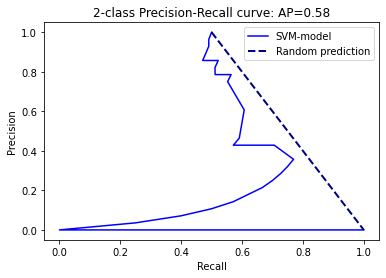 2-class Precision-Recall curve: AP=0.58
SVM-model
Random prediction
1.0
0.8
0.6
0.4
0.2
0.0
Precision
0.0 0.2 0.4 0.6 0.8 1.0
Recall